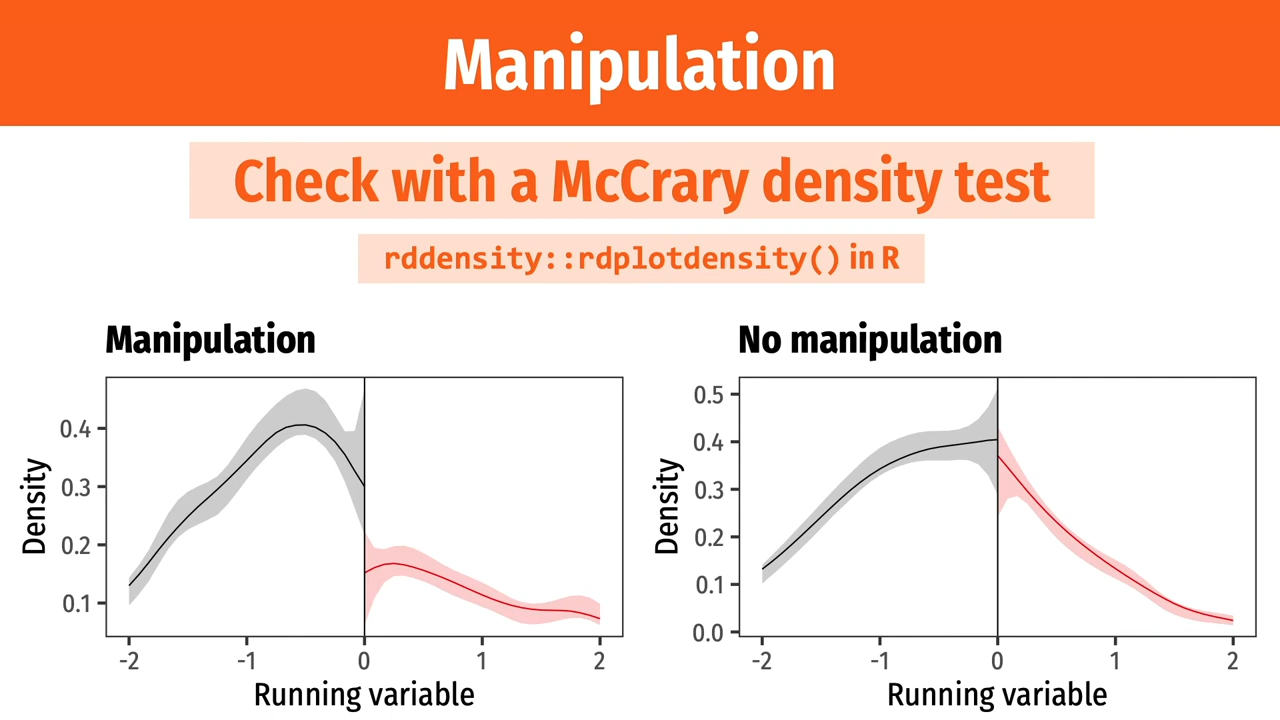 Manipulation
Check with a McCrary density test
rddensity::rdplotdensity() in R
Manipulation
0.4
0.3
0.2
0.1
Density
-2 -1 0 1 2
Running variable
No manipulation
0.5
0.4
0.3
0.2
0.1
0.0
Density
-2 -1 0 1 2
Running variable